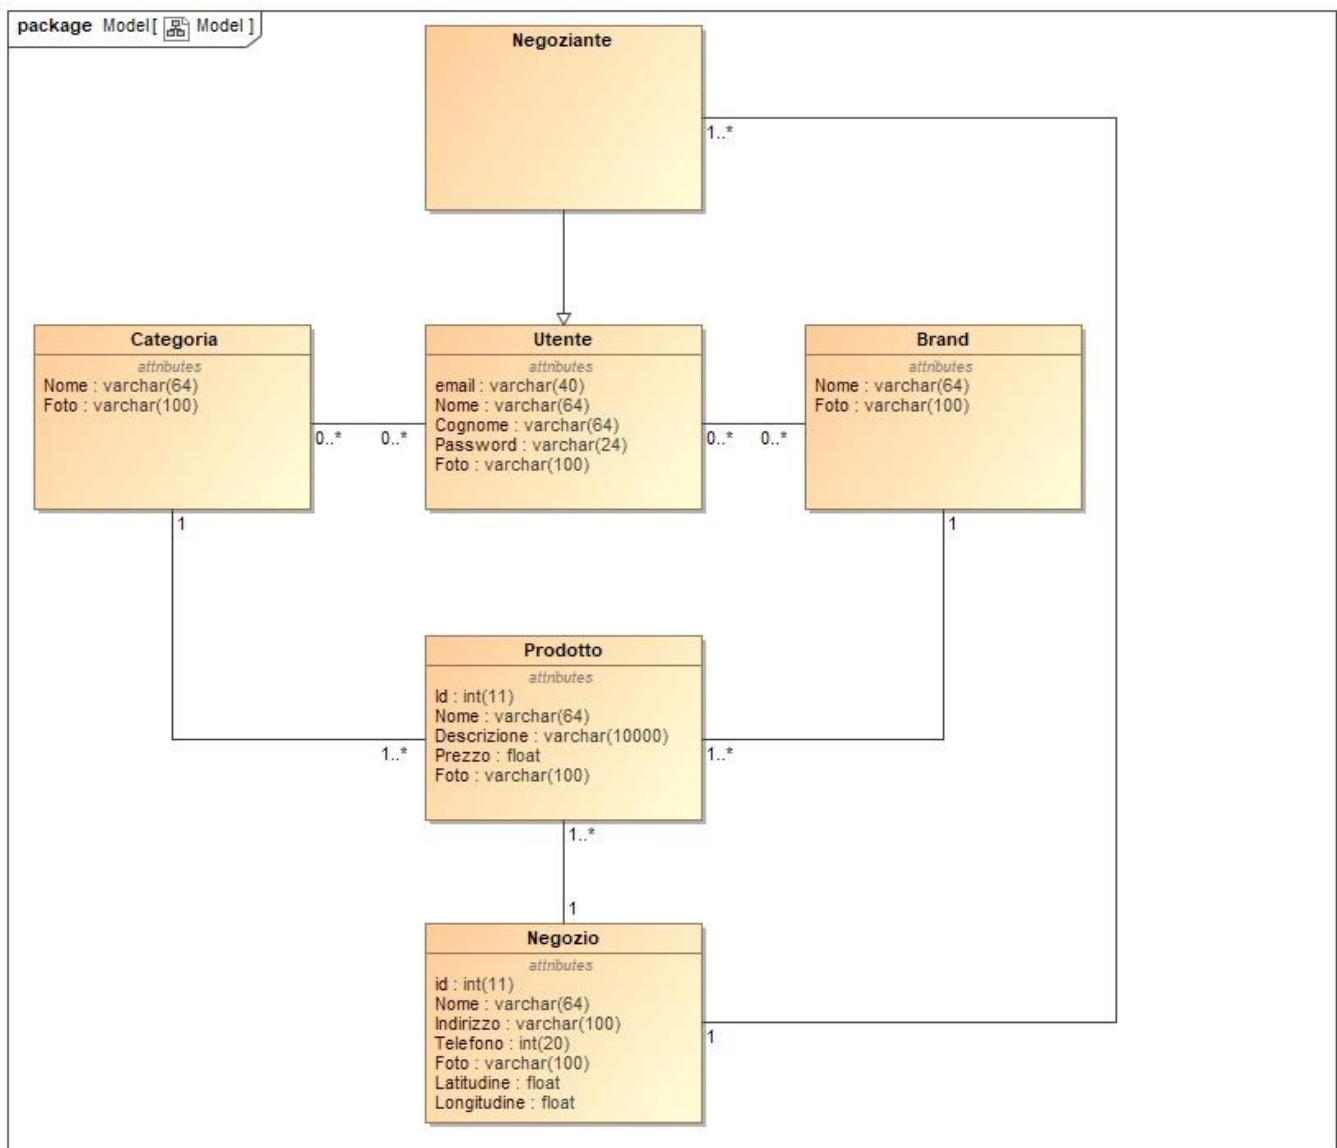 package Model[ Model ]
Negoziante
1..*
Categoria
attributes
Nome : varchar(64)
Foto : varchar(100)
0..*
0..*
Utente
attributes
email : varchar(40)
Nome : varchar(64)
Cognome : varchar(64)
Password : varchar(24)
Foto : varchar(100)
0..*
0..*
Brand
attributes
Nome : varchar(64)
Foto : varchar(100)
1
1
Prodotto
attributes
Id : int(11)
Nome : varchar(64)
Descrizione : varchar(10000)
Prezzo : float
Foto : varchar(100)
1..*
1..*
1..*
1
Negozio
attributes
id : int(11)
Nome : varchar(64)
Indirizzo : varchar(100)
Telefono : int(20)
Foto : varchar(100)
Latitudine : float
Longitudine : float
1